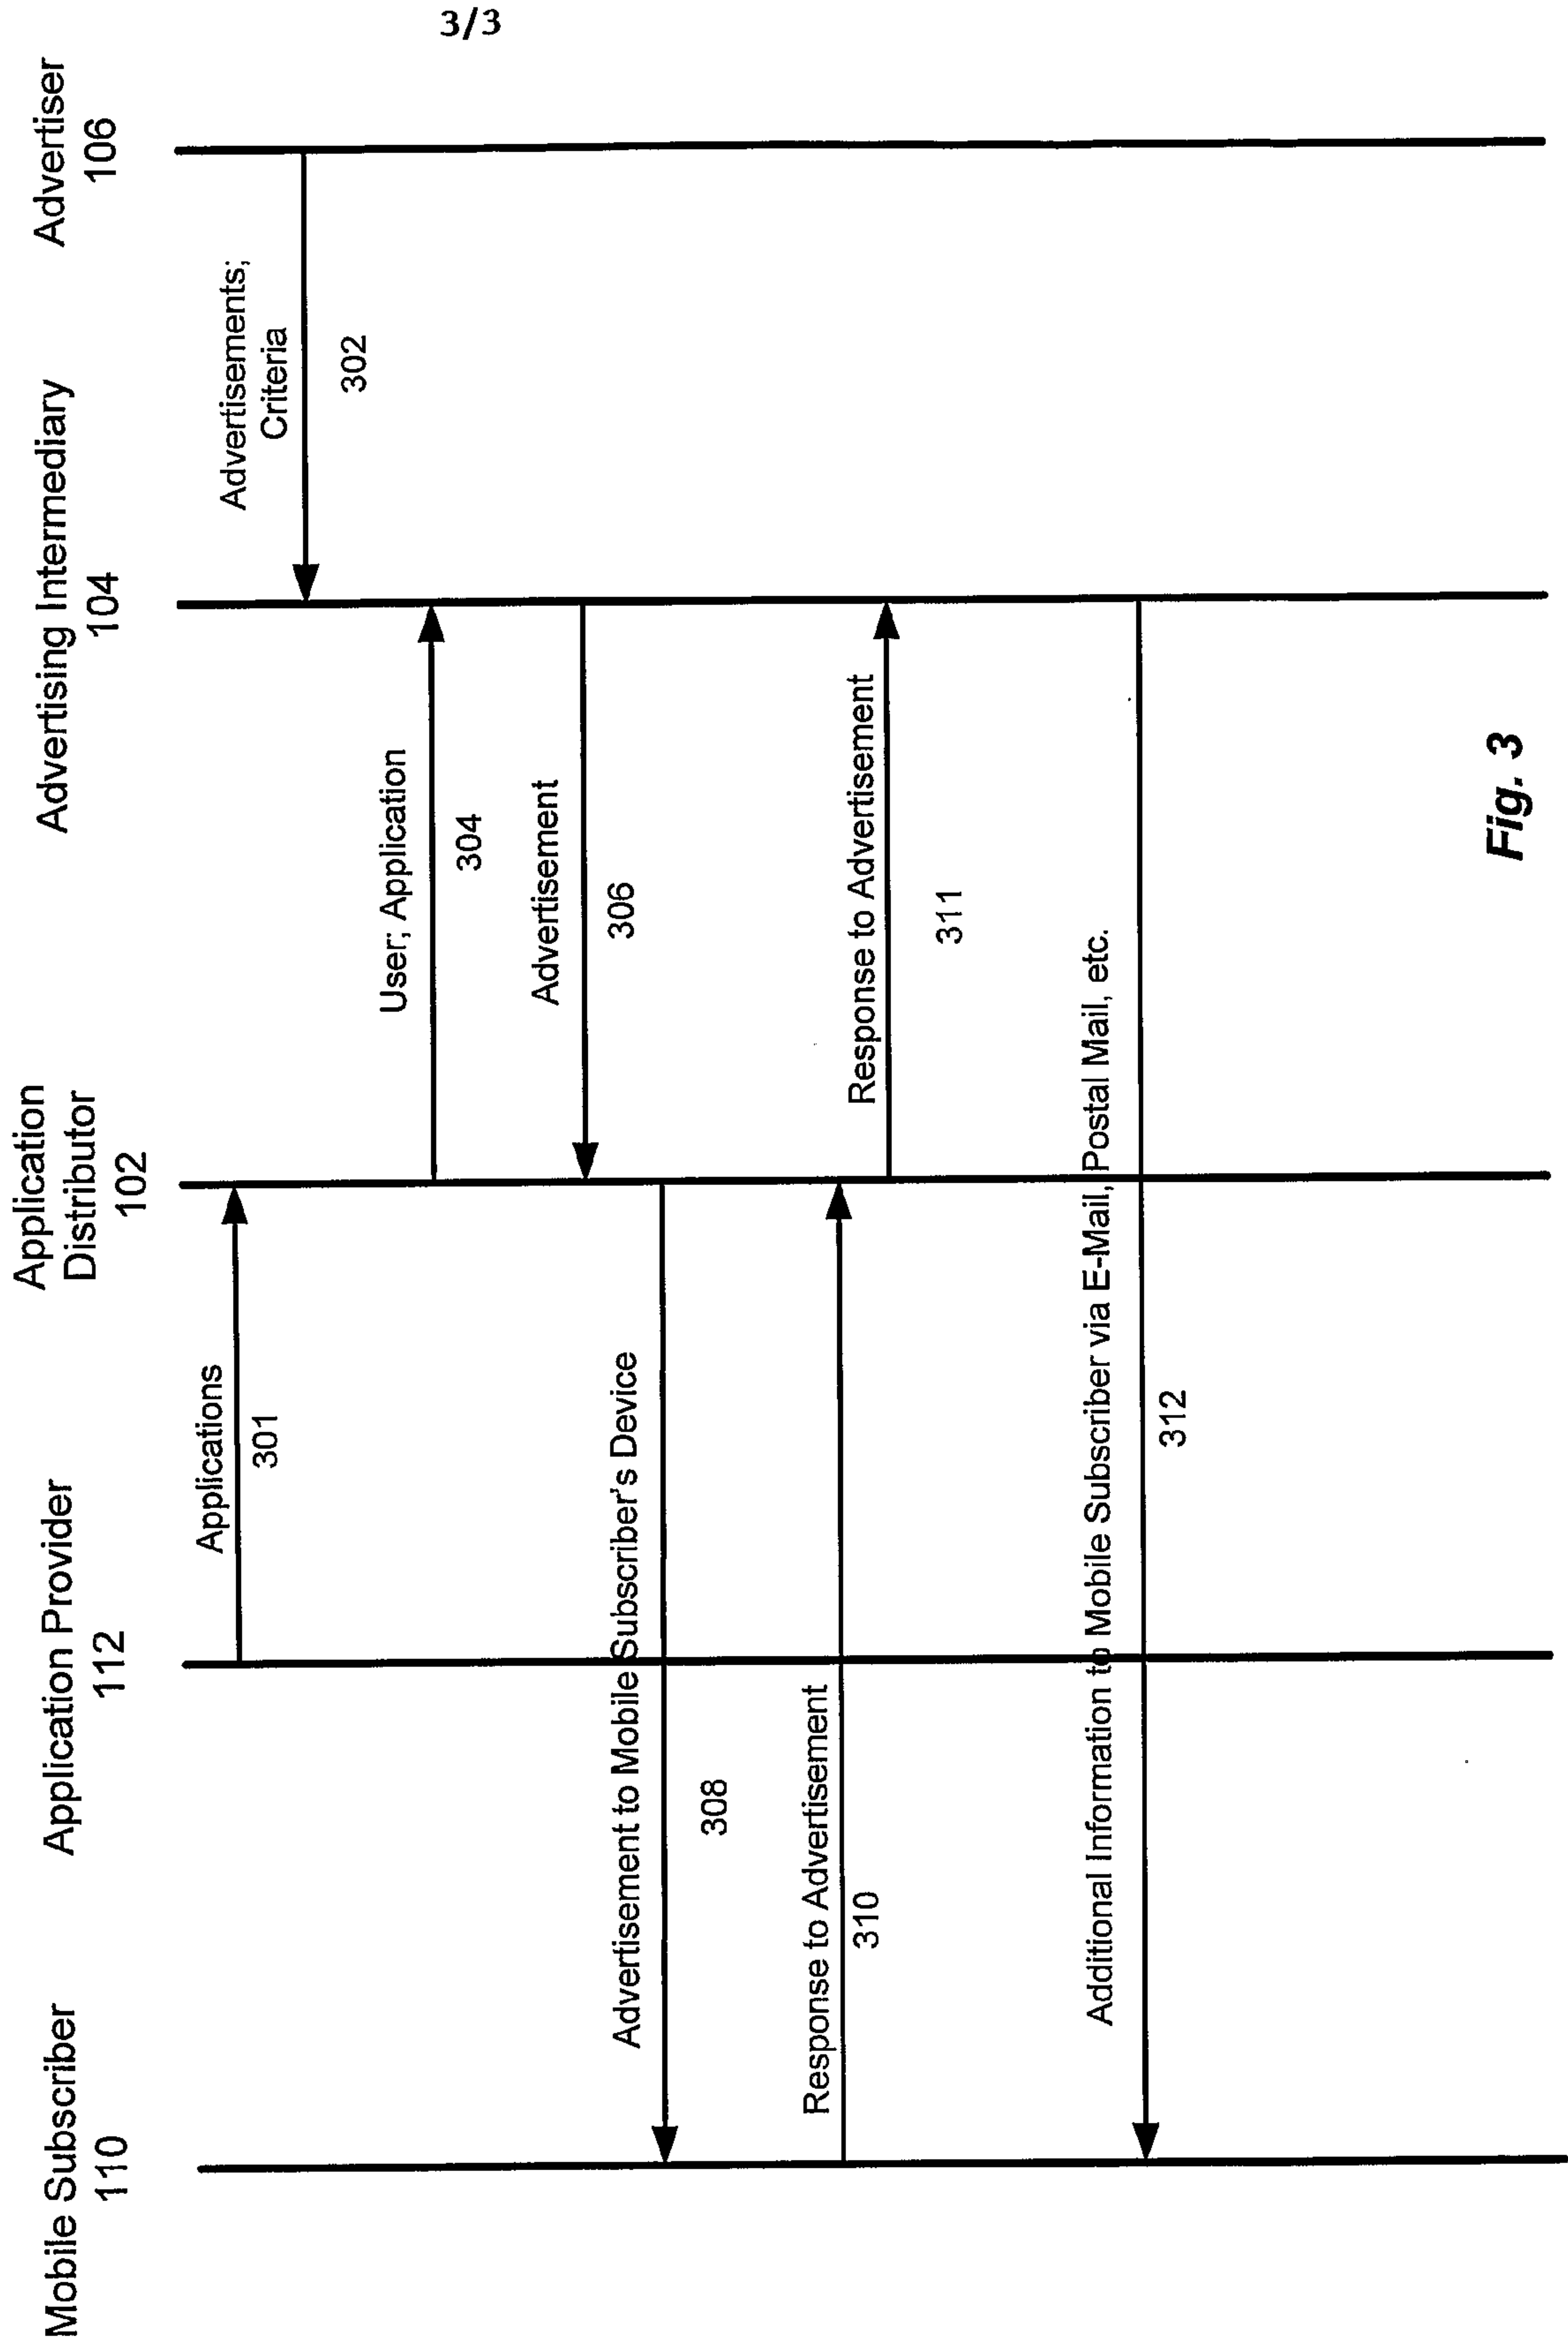 3/3
Mobile Subscriber
110
Application Provider
112
Application
Distributor
102
Advertising Intermediary
104
Advertiser
106
Applications
301
Advertisements;
Criteria
302
User; Application
304
Advertisement
306
Advertisement to Mobile Subscriber's Device
308
Response to Advertisement
310
Response to Advertisement
311
Additional Information to Mobile Subscriber via E-Mail, Postal Mail, etc.
312
Fig. 3